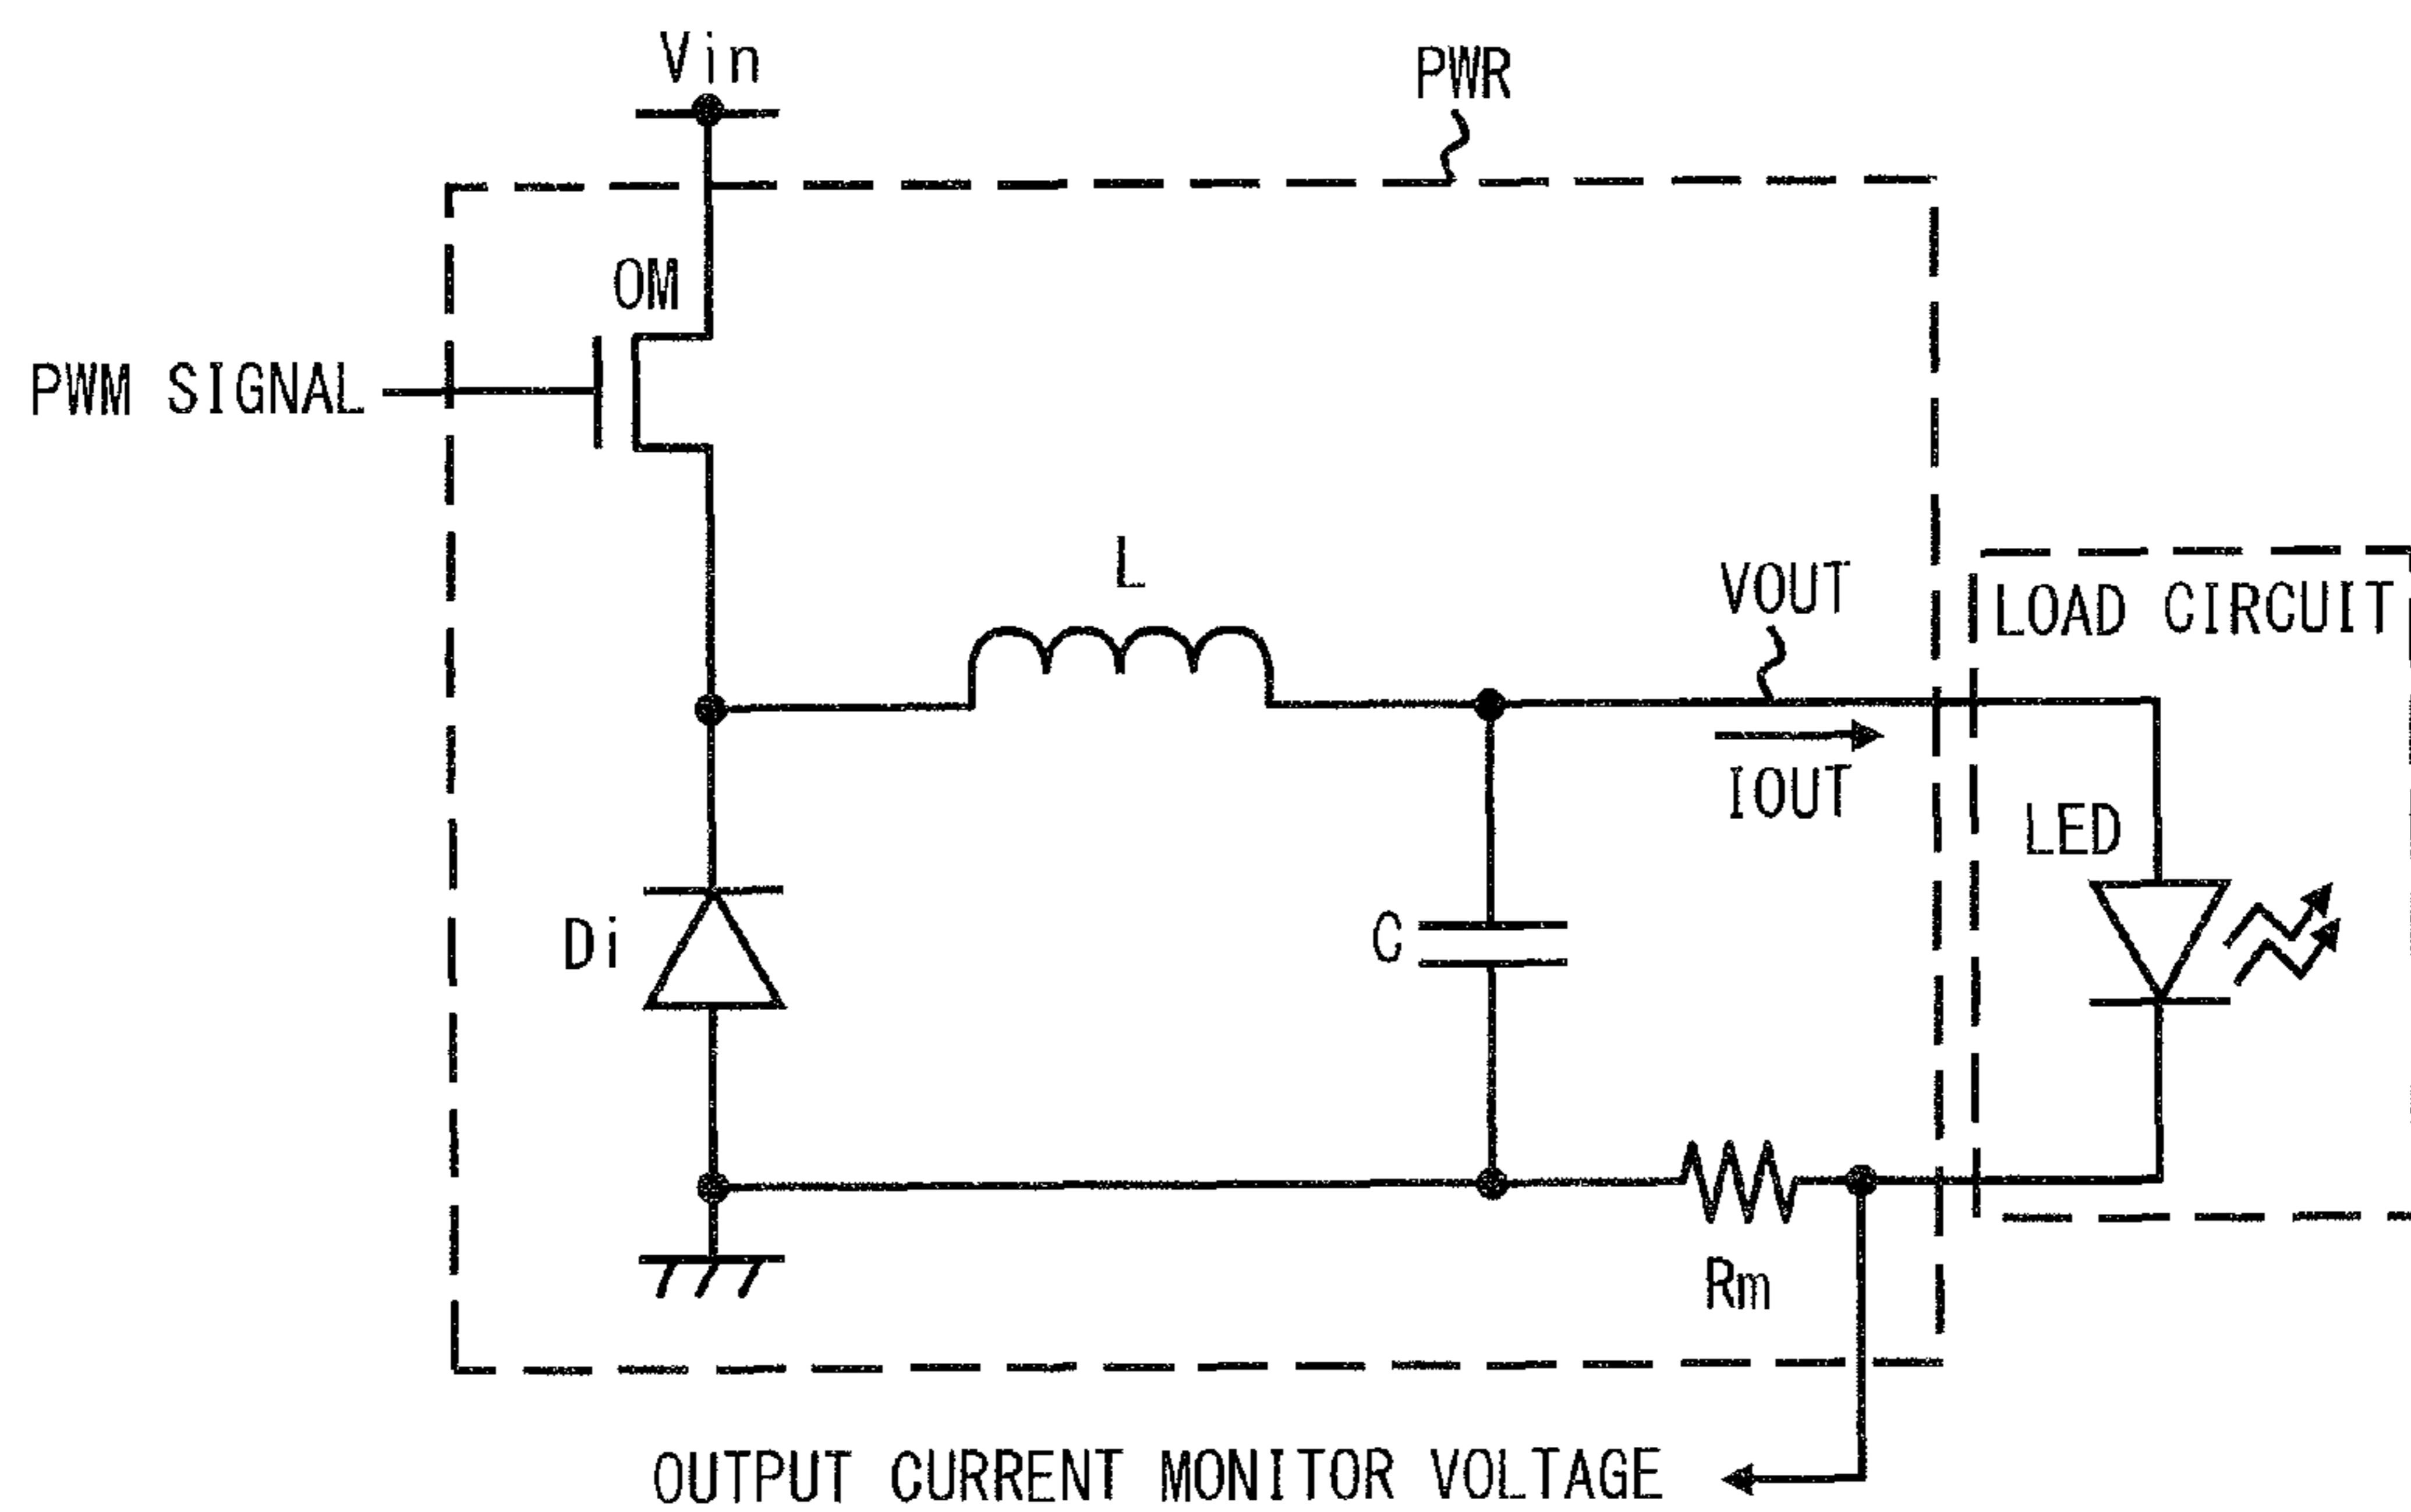 Vin
PWR
OM
PWM SIGNAL
L
VOUT
LOAD CIRCUIT
IOUT
LED
Di
C
Rm
OUTPUT CURRENT MONITOR VOLTAGE